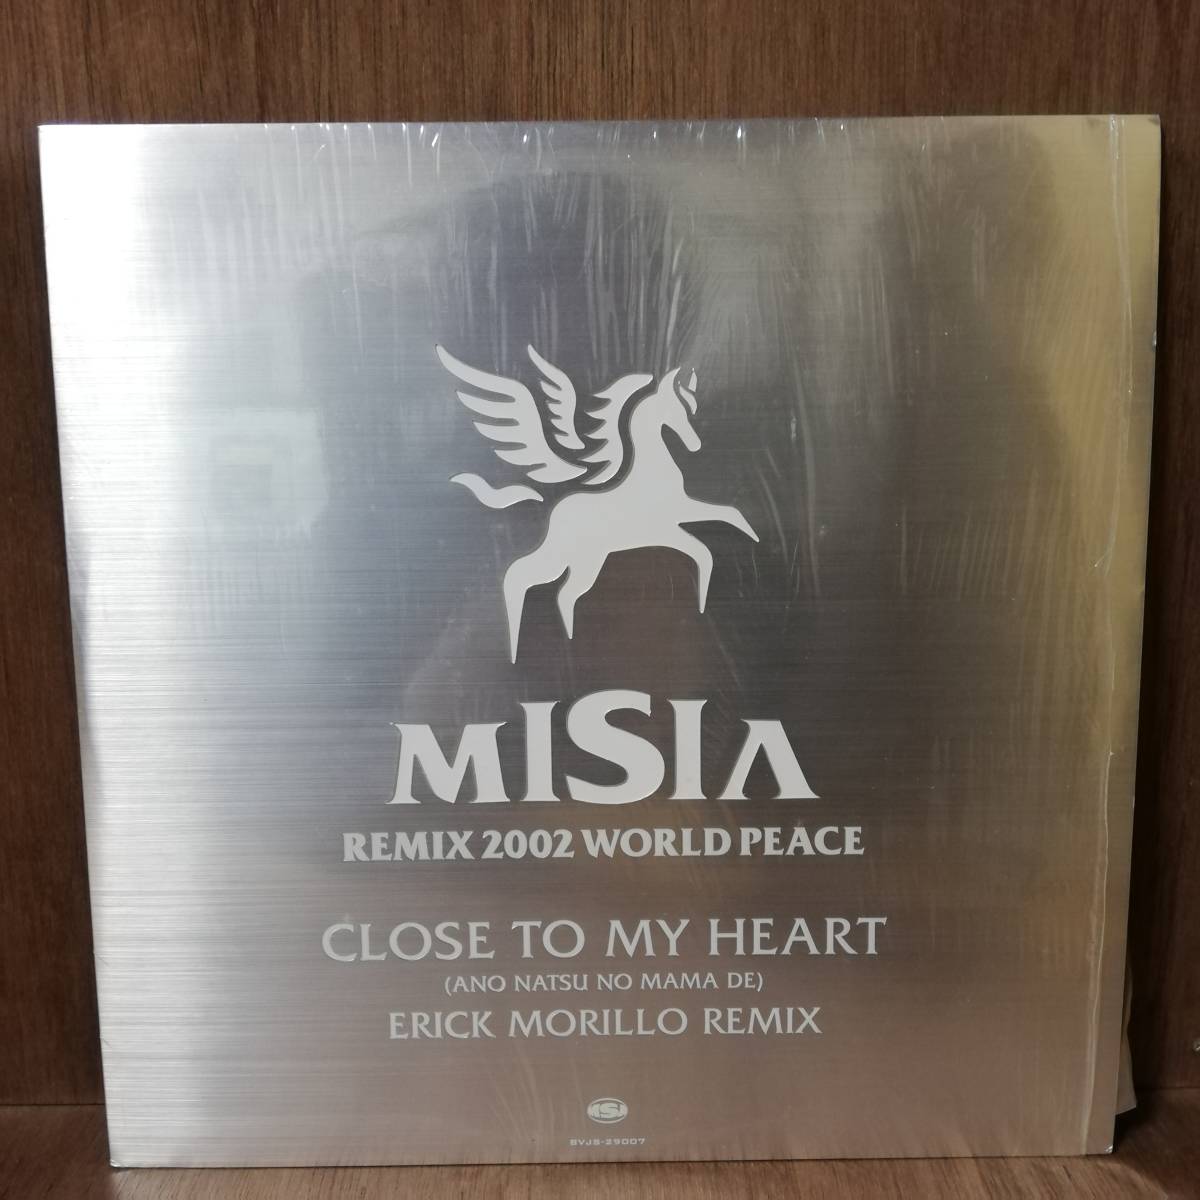 MISIA
REMIX 2002 WORLD PEACE
CLOSE TO MY HEART
(ANO NATSU NO MAMA DE)
ERICK MORILLO REMIX
BVJS-29007